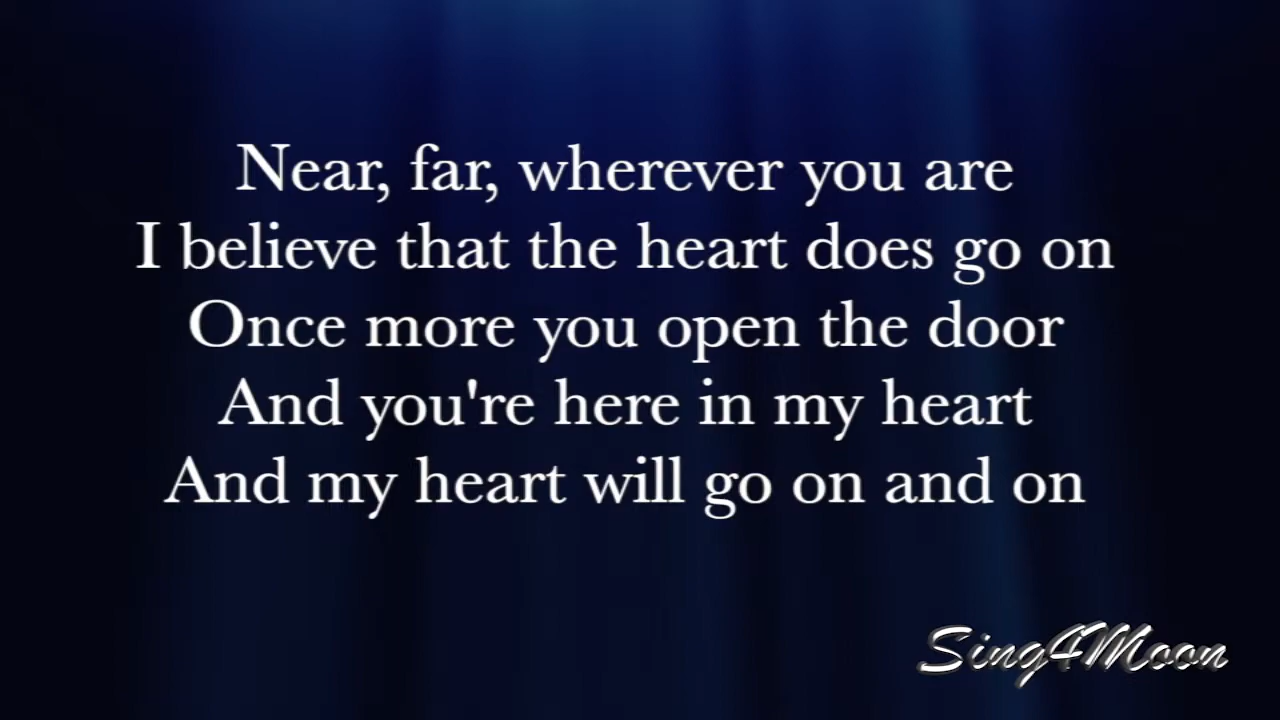 Near, far, wherever you are
I believe that the heart does go on
Once more you open the door
And you're here in my heart
And my heart will go on and on
Sing4Moon